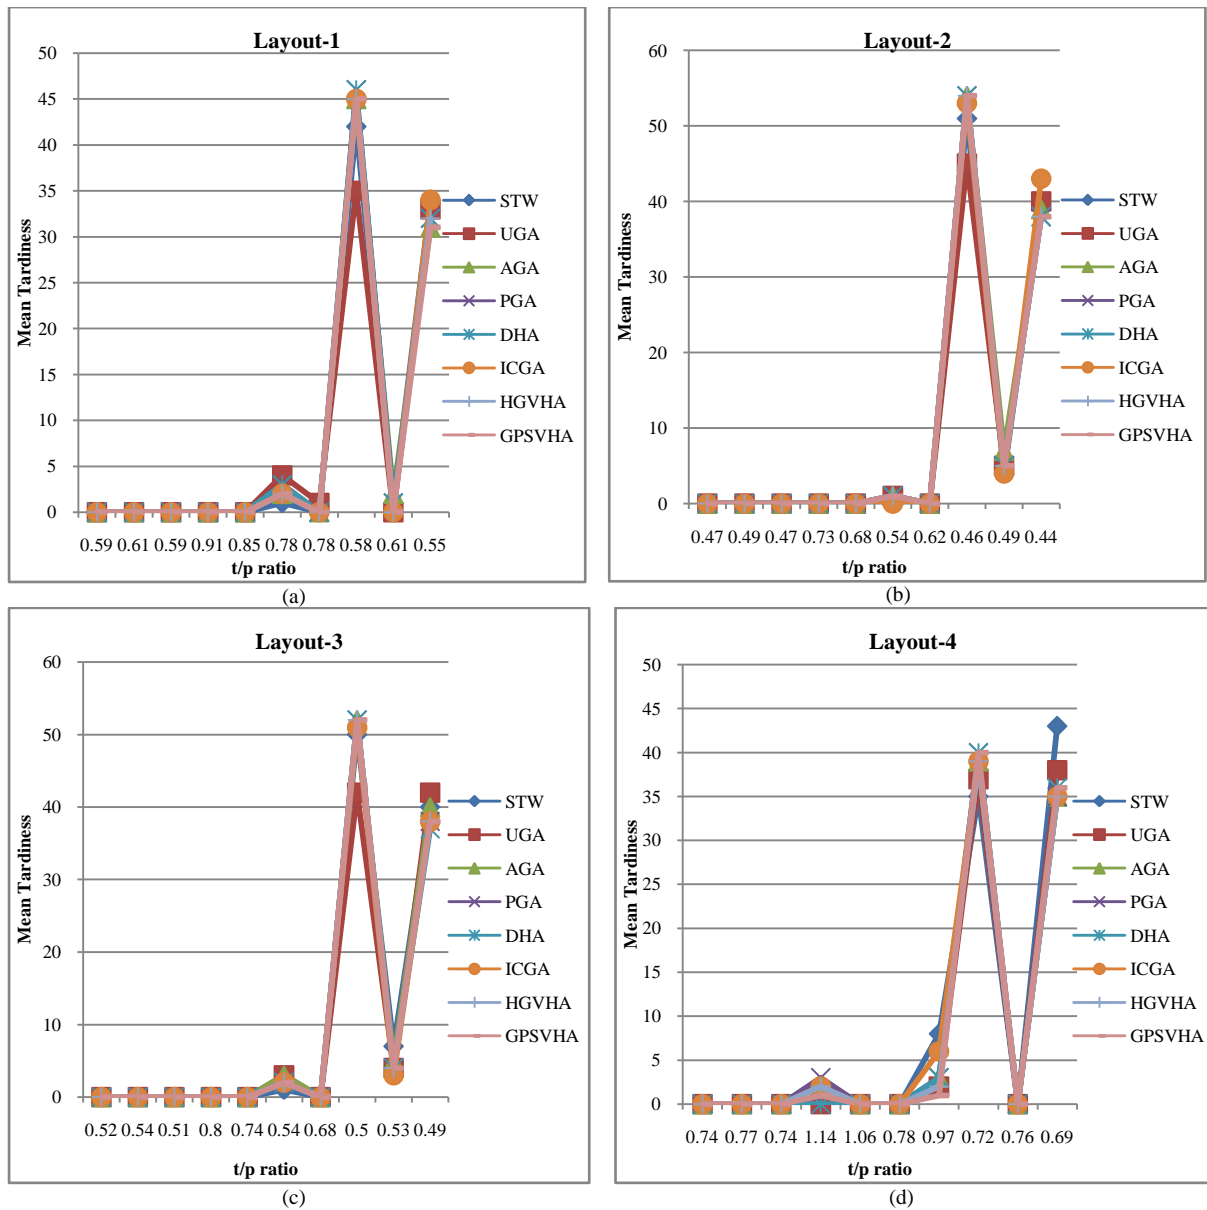 Layout-1
50
45
40
35
30
25
20
15
10
5
0
Mean Tardiness
0.59 0.61 0.59 0.91 0.85 0.78 0.78 0.58 0.61 0.55
t/p ratio
STW
UGA
AGA
PGA
DHA
ICGA
HGVHA
GPSVHA
(a)
Layout-2
60
50
40
30
20
10
0
Mean Tardiness
0.47 0.49 0.47 0.73 0.68 0.54 0.62 0.46 0.49 0.44
t/p ratio
STW
UGA
AGA
PGA
DHA
ICGA
HGVHA
GPSVHA
(b)
Layout-3
60
50
40
30
20
10
0
Mean Tardiness
0.52 0.54 0.51 0.8 0.74 0.54 0.68 0.5 0.53 0.49
t/p ratio
STW
UGA
AGA
PGA
DHA
ICGA
HGVHA
GPSVHA
(c)
Layout-4
50
45
40
35
30
25
20
15
10
5
0
Mean Tardiness
0.74 0.77 0.74 1.14 1.06 0.78 0.97 0.72 0.76 0.69
t/p ratio
STW
UGA
AGA
PGA
DHA
ICGA
HGVHA
GPSVHA
(d)